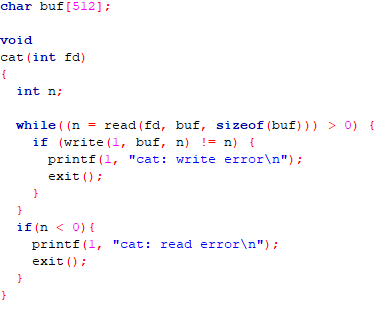 char buf[512];

void
cat(int fd)
{
  int n;

  while((n = read(fd, buf, sizeof(buf))) > 0) {
    if (write(1, buf, n) != n) {
      printf(1, "cat: write error\n");
      exit();
    }
  }
  if(n < 0){
    printf(1, "cat: read error\n");
    exit();
  }
}